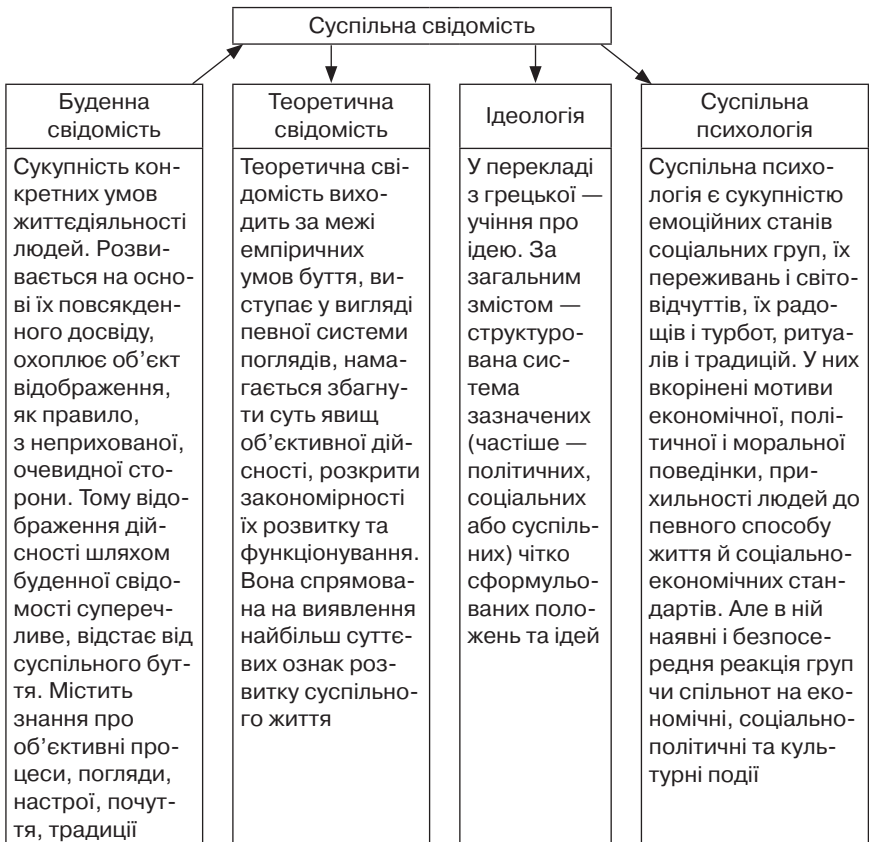 Суспільна свідомість
Буденна
свідомість
Сукупність кон-
кретних умов
життєдіяльності
людей. Розви-
вається на осно-
ві їх повсякден-
ного досвіду,
охоплює об’єкт
відображення,
як правило,
з неприхованої,
очевидної сто-
рони. Тому відо-
браження дій-
сності шляхом
буденної свідо-
мості супереч-
ливе, відстає від
суспільного бут-
тя. Містить
знання про
об’єктивні про-
цеси, погляди,
настрої, почут-
тя, традиції
Теоретична
свідомість
Теоретична сві-
домість вихо-
дить за межі
емпіричних
умов буття, ви-
ступає у вигляді
певної системи
поглядів, нама-
гається збагну-
ти суть явищ
об’єктивної дій-
сності, розкрити
закономірності
їх розвитку та
функціонування.
Вона спрямова-
на на виявлення
найбільш суттє-
вих ознак роз-
витку суспільно-
го життя
Ідеологія
У перекладі
з грецької —
учіння про
ідею. За
загальним
змістом —
структуро-
вана сис-
тема
зазначених
(частіше —
політичних,
соціальних
або суспіль-
них) чітко
сформульо-
ваних поло-
жень та ідей
Суспільна
психологія
Суспільна психо-
логія є сукупністю
емоційних станів
соціальних груп, їх
переживань і світо-
відчуттів, їх радо-
щів і турбот, ритуа-
лів і традицій. У них
вкорінені мотиви
економічної, полі-
тичної і моральної
поведінки, при-
хильності людей до
певного способу
життя й соціально-
економічних стан-
дартів. Але в ній
наявні і безпосе-
редня реакція груп
чи спільнот на еко-
номічні, соціально-
політичні та куль-
турні події